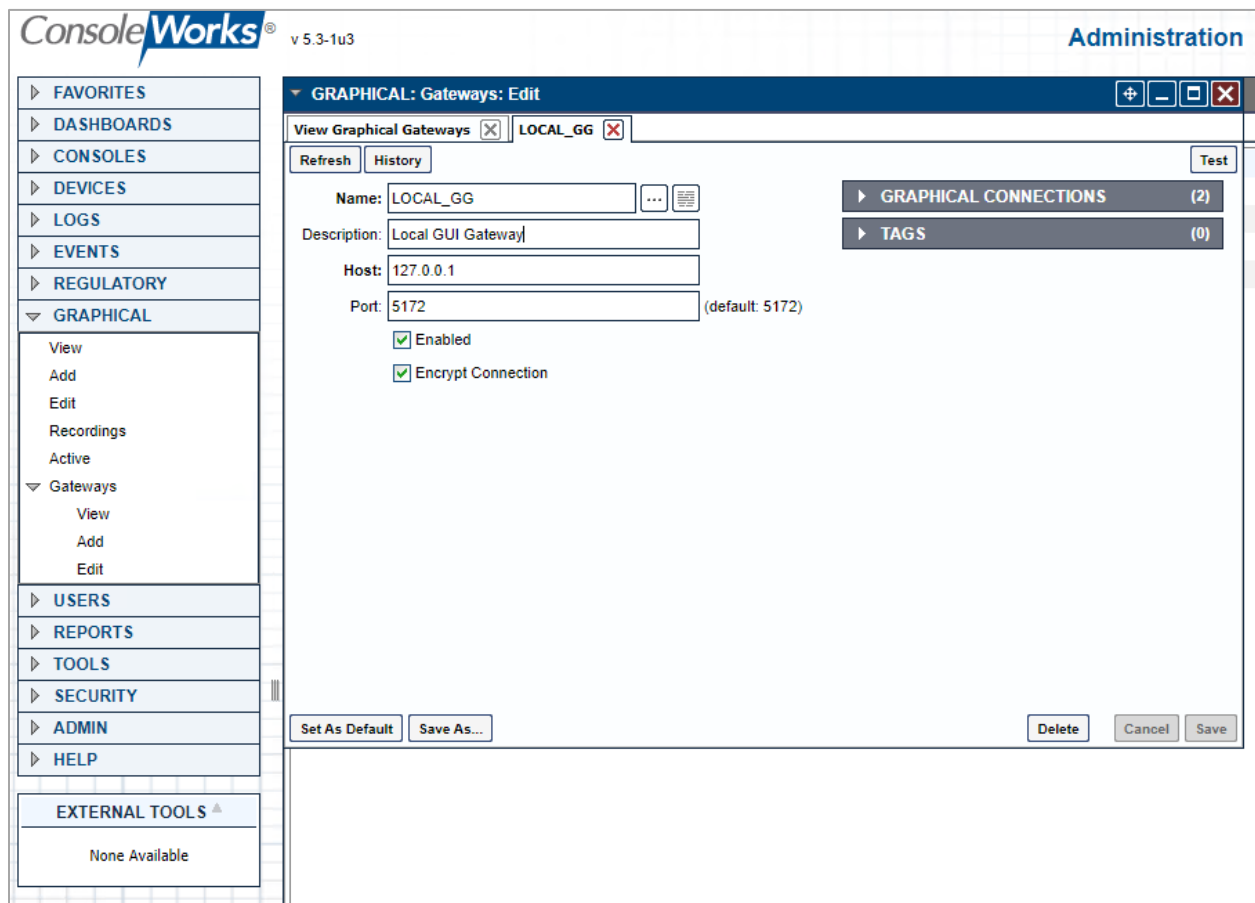 ConsoleWorks® v 5.3-1u3
Administration
FAVORITES
DASHBOARDS
CONSOLES
DEVICES
LOGS
EVENTS
REGULATORY
GRAPHICAL
View
Add
Edit
Recordings
Active
Gateways
View
Add
Edit
USERS
REPORTS
TOOLS
SECURITY
ADMIN
HELP
EXTERNAL TOOLS
None Available
GRAPHICAL: Gateways: Edit
View Graphical Gateways LOCAL_GG
Refresh History Test
Name: LOCAL_GG ...
Description: Local GUI Gateway
Host: 127.0.0.1
Port: 5172 (default: 5172)
Enabled
Encrypt Connection
GRAPHICAL CONNECTIONS (2)
TAGS (0)
Set As Default Save As... Delete Cancel Save